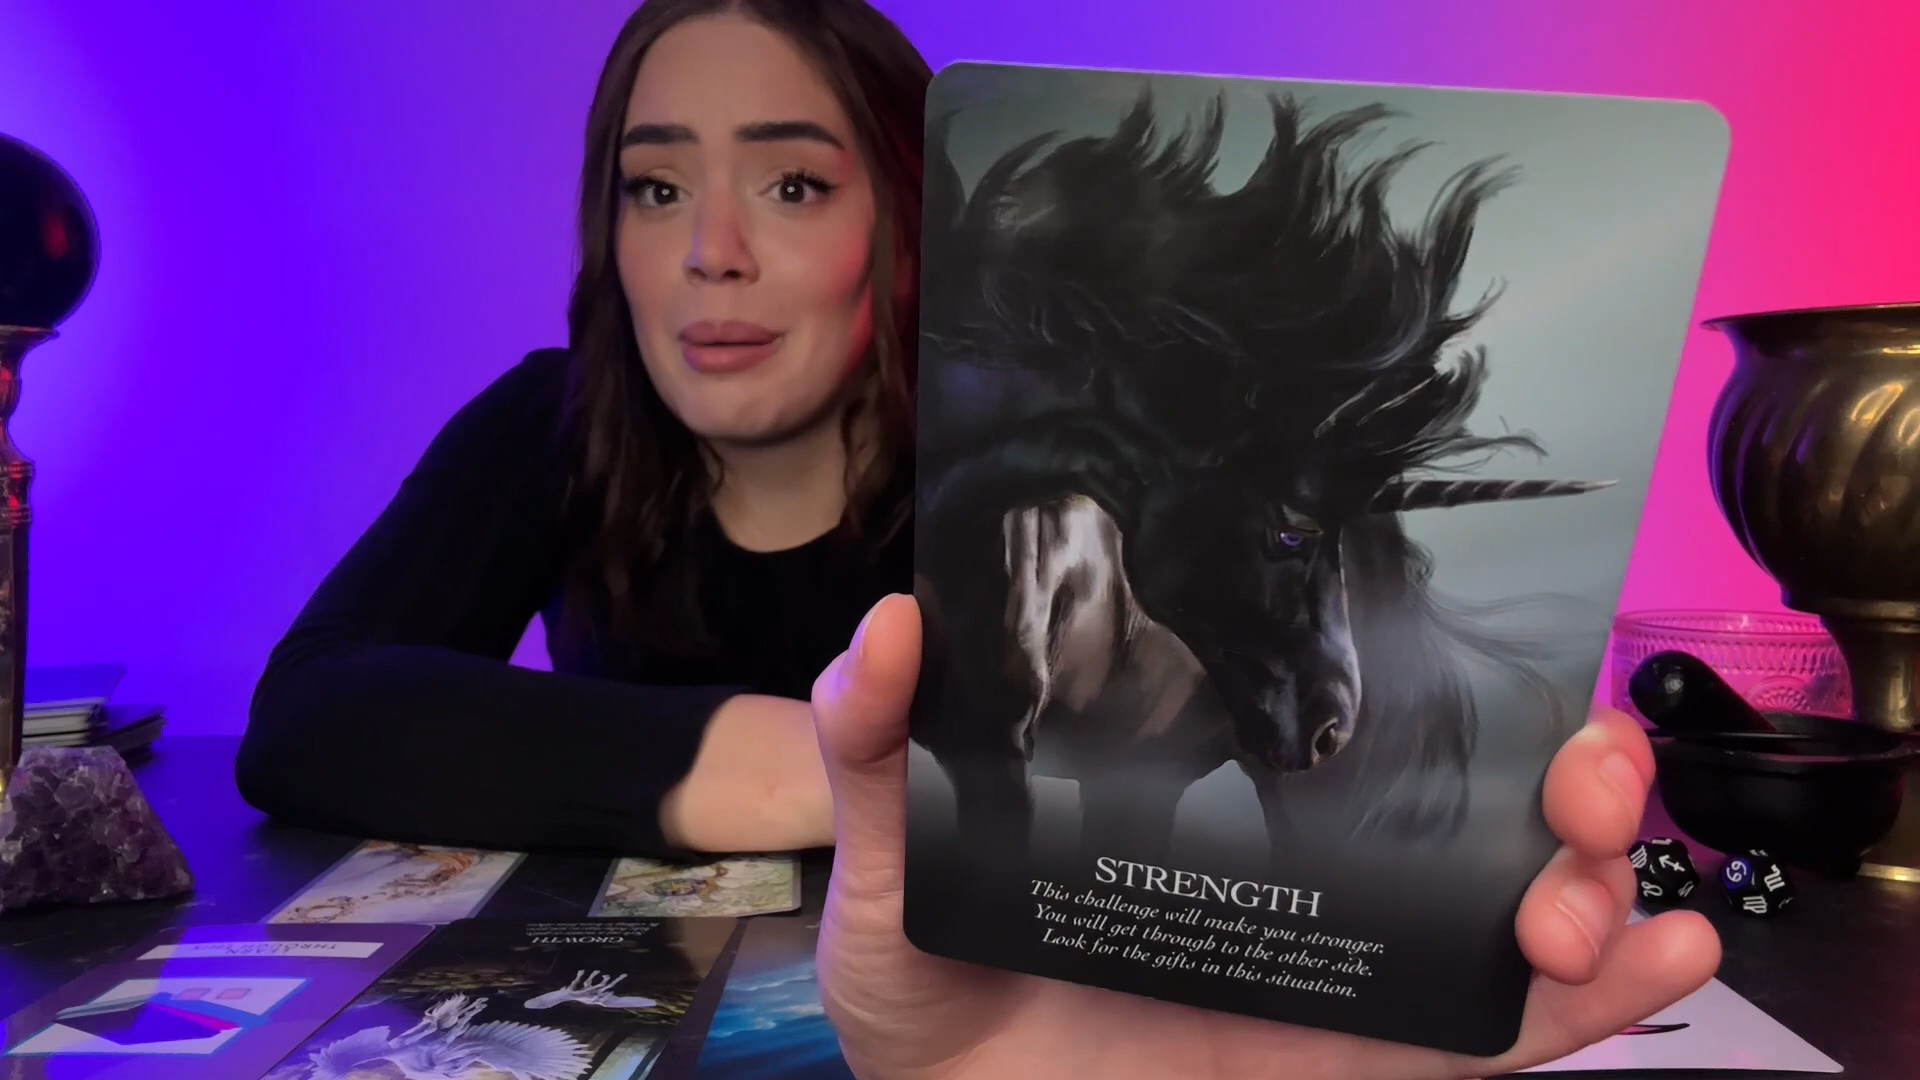 STRENGTH
This challenge will make you stronger.
You will get through to the other side.
Look for the gifts in this situation.
GROWTH
LEARN